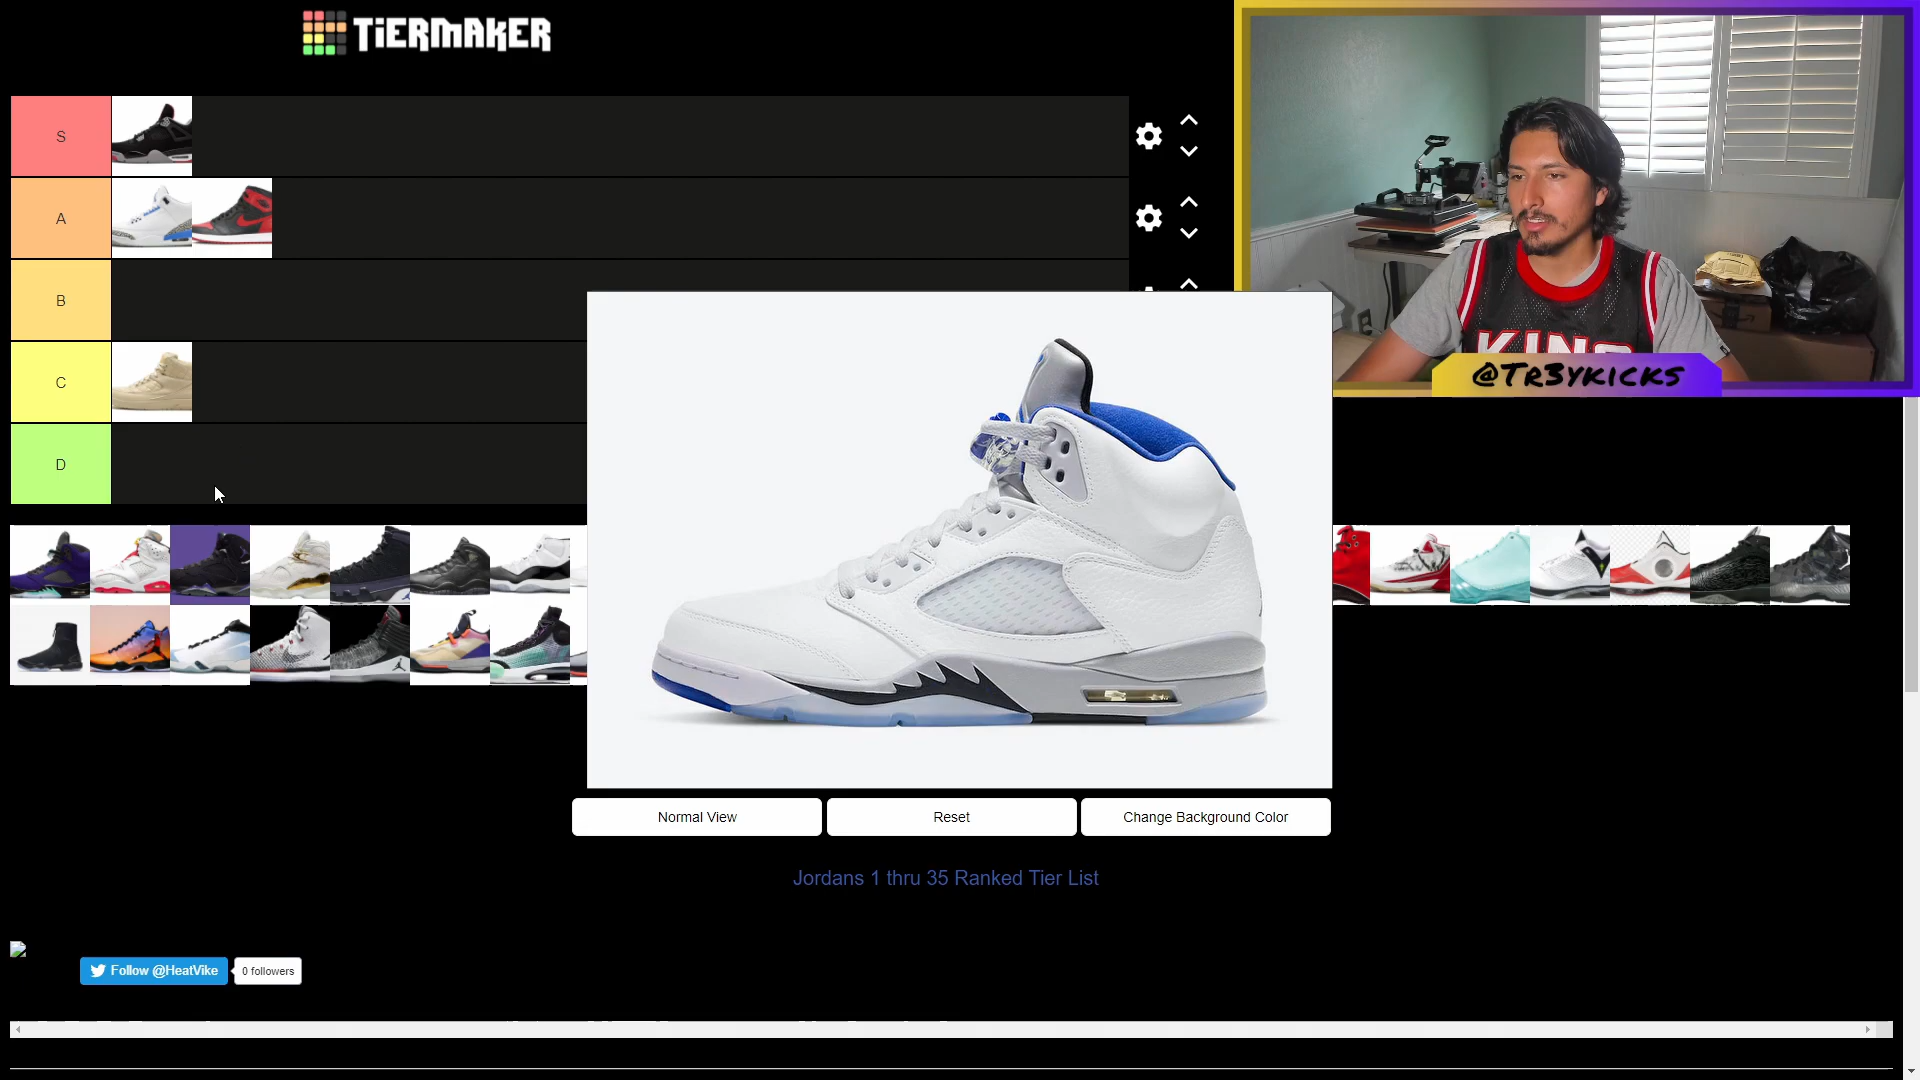 TiERMAKER
S
A
B
C
D
KING
@TR3YKICKS
Normal View
Reset
Change Background Color
Jordans 1 thru 35 Ranked Tier List
Follow @HeatVike
0 followers